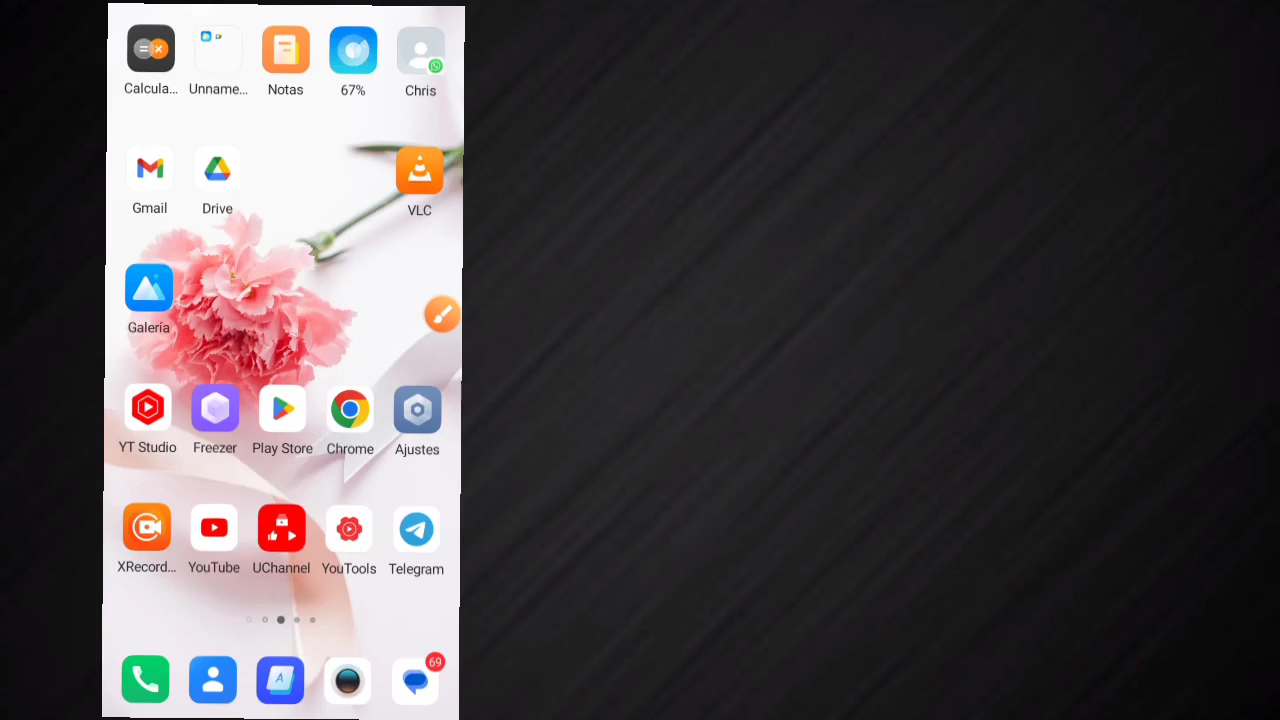 Calcula... Unname... Notas 67% Chris
Gmail Drive VLC
Galería
YT Studio Freezer Play Store Chrome Ajustes
XRecord... YouTube UChannel YouTools Telegram
A
69